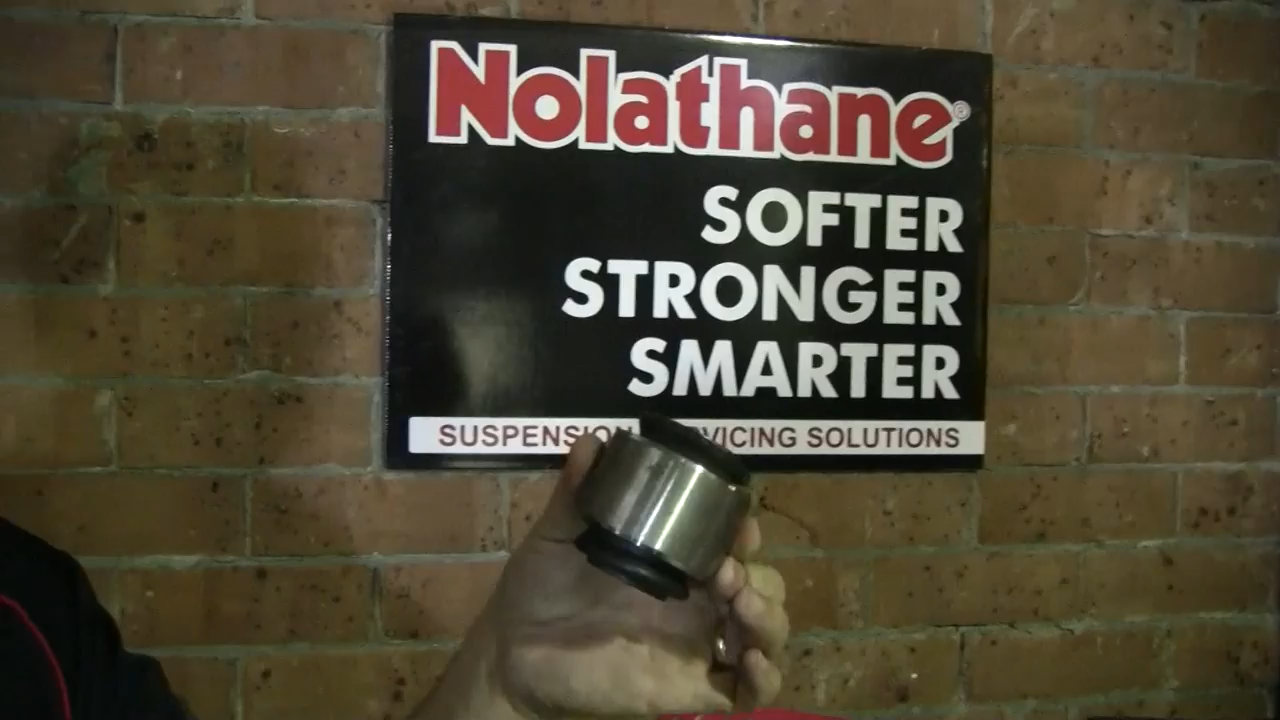 Nolathane®
SOFTER
STRONGER
SMARTER
SUSPENSION SOLUTIONS